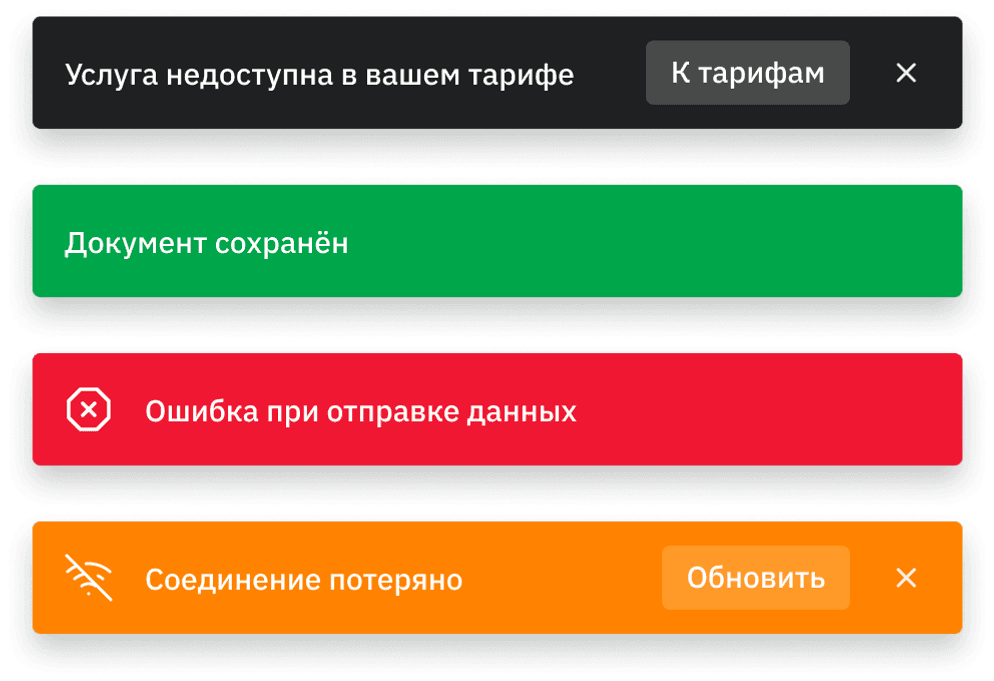 Услуга недоступна в вашем тарифе К тарифам
Документ сохранён
Ошибка при отправке данных
Соединение потеряно Обновить